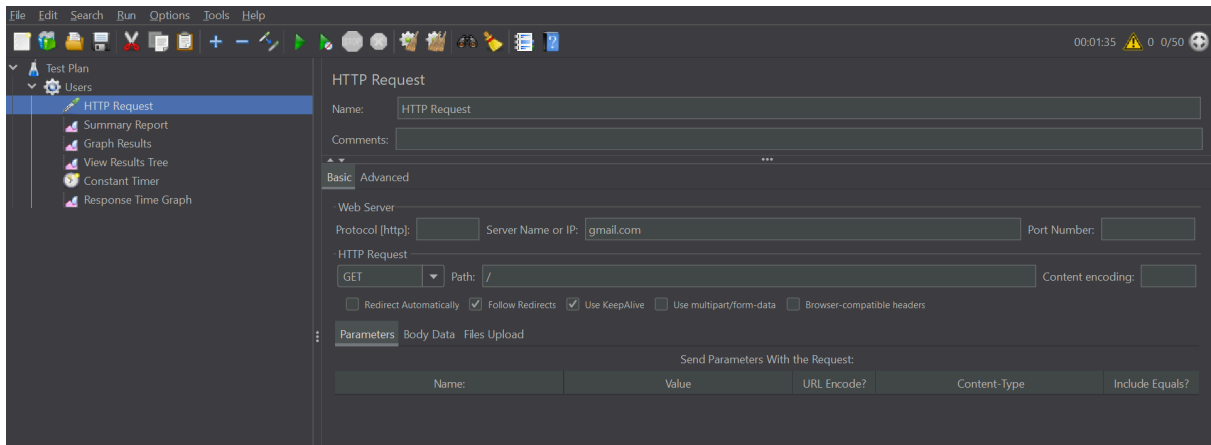 File Edit Search Run Options Tools Help
00:01:35 0 0/50
Test Plan
Users
HTTP Request
Summary Report
Graph Results
View Results Tree
Constant Timer
Response Time Graph
HTTP Request
Name: HTTP Request
Comments:
Basic Advanced
Web Server
Protocol [http]: Server Name or IP: gmail.com Port Number:
HTTP Request
GET Path: / Content encoding:
Redirect Automatically Follow Redirects Use KeepAlive Use multipart/form-data Browser-compatible headers
Parameters Body Data Files Upload
Send Parameters With the Request:
Name: Value URL Encode? Content-Type Include Equals?